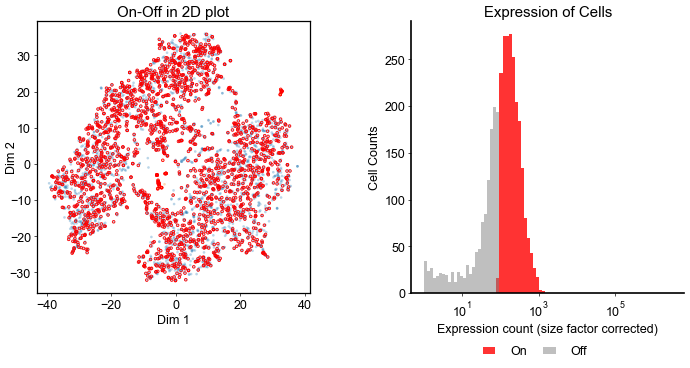 On-Off in 2D plot
Expression of Cells
30
20
10
0
−10
−20
−30
Dim 2
−40
−20
0
20
40
Dim 1
250
200
150
100
50
0
Cell Counts
10^1
10^3
10^5
Expression count (size factor corrected)
On
Off